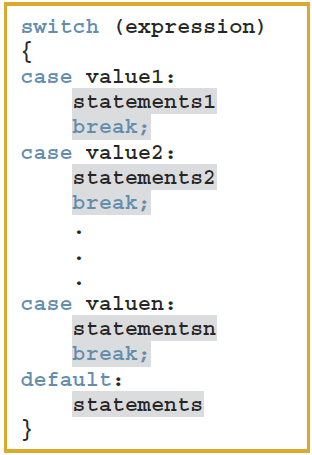 switch (expression)
{
case value1:
statements1
break;
case value2:
statements2
break;
.
.
.
case valuen:
statementsn
break;
default:
statements
}